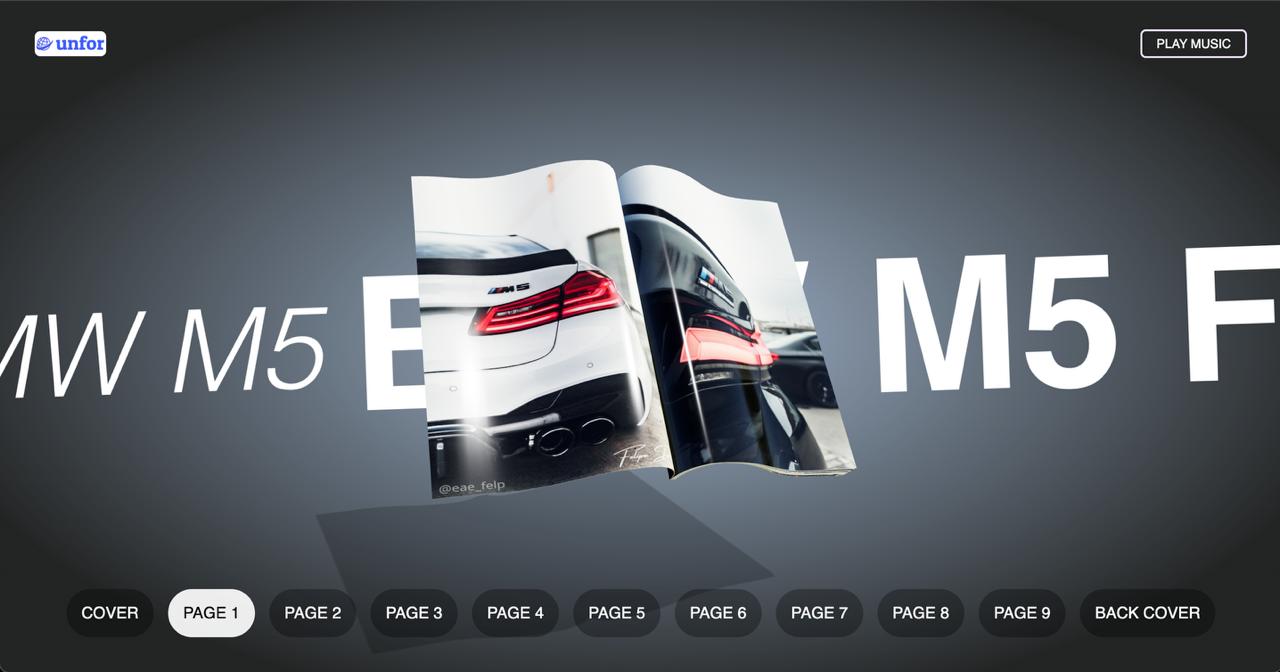 unfor
PLAY MUSIC
MW M5
M5 F
M5
@eae_felp
COVER
PAGE 1
PAGE 2
PAGE 3
PAGE 4
PAGE 5
PAGE 6
PAGE 7
PAGE 8
PAGE 9
BACK COVER